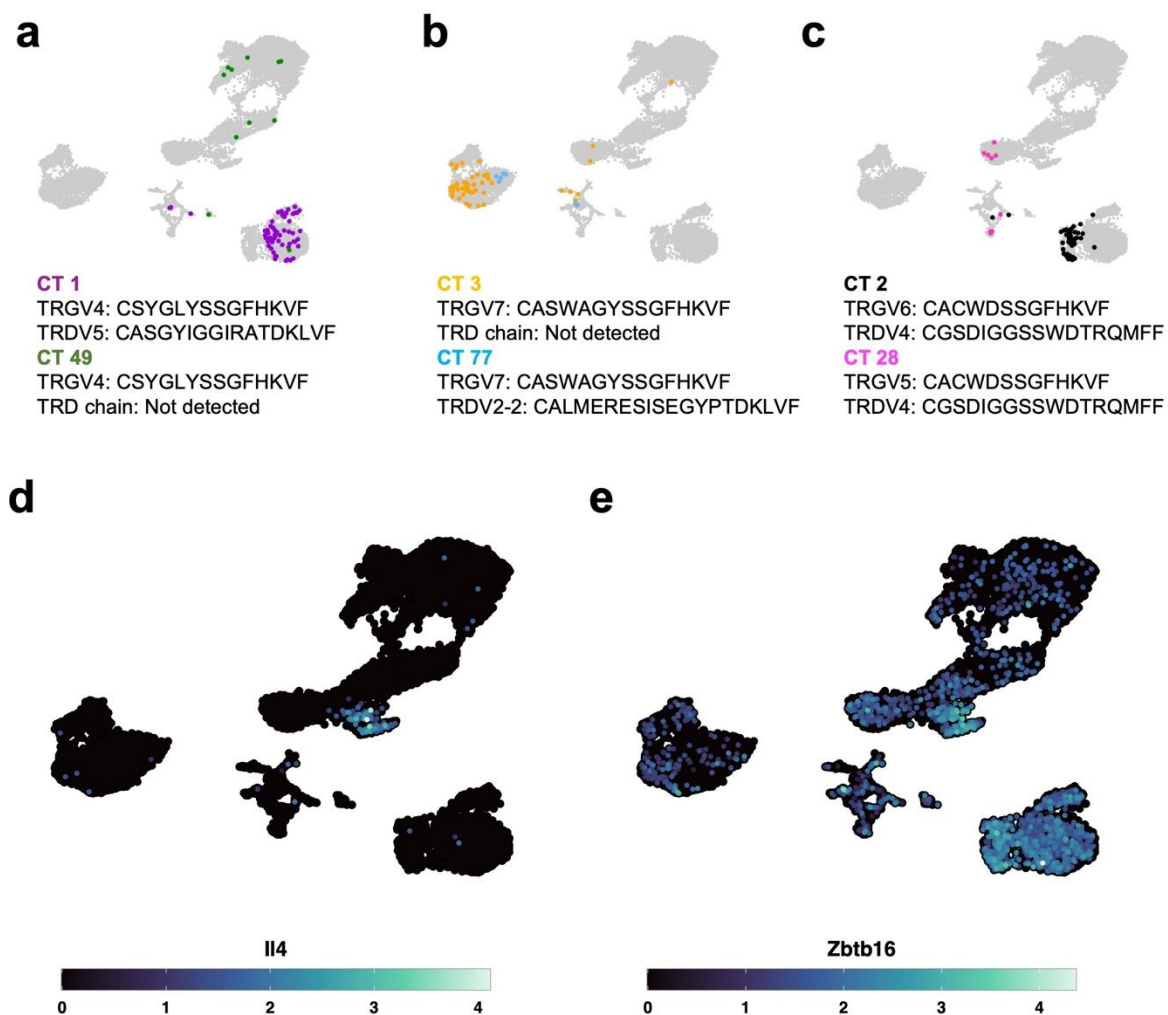 a
b
c
CT 1
TRGV4: CSYGLYSSGFHKVF
TRDV5: CASGYIGGIRATDKLVF
CT 49
TRGV4: CSYGLYSSGFHKVF
TRD chain: Not detected
CT 3
TRGV7: CASWAGYSSGFHKVF
TRD chain: Not detected
CT 77
TRGV7: CASWAGYSSGFHKVF
TRDV2-2: CALMERESISEGYPTDKLVF
CT 2
TRGV6: CACWDSSGFHKVF
TRDV4: CGSDIGGSSWDTRQMFF
CT 28
TRGV5: CACWDSSGFHKVF
TRDV4: CGSDIGGSSWDTRQMFF
d
e
Il4
0 1 2 3 4
Zbtb16
0 1 2 3 4